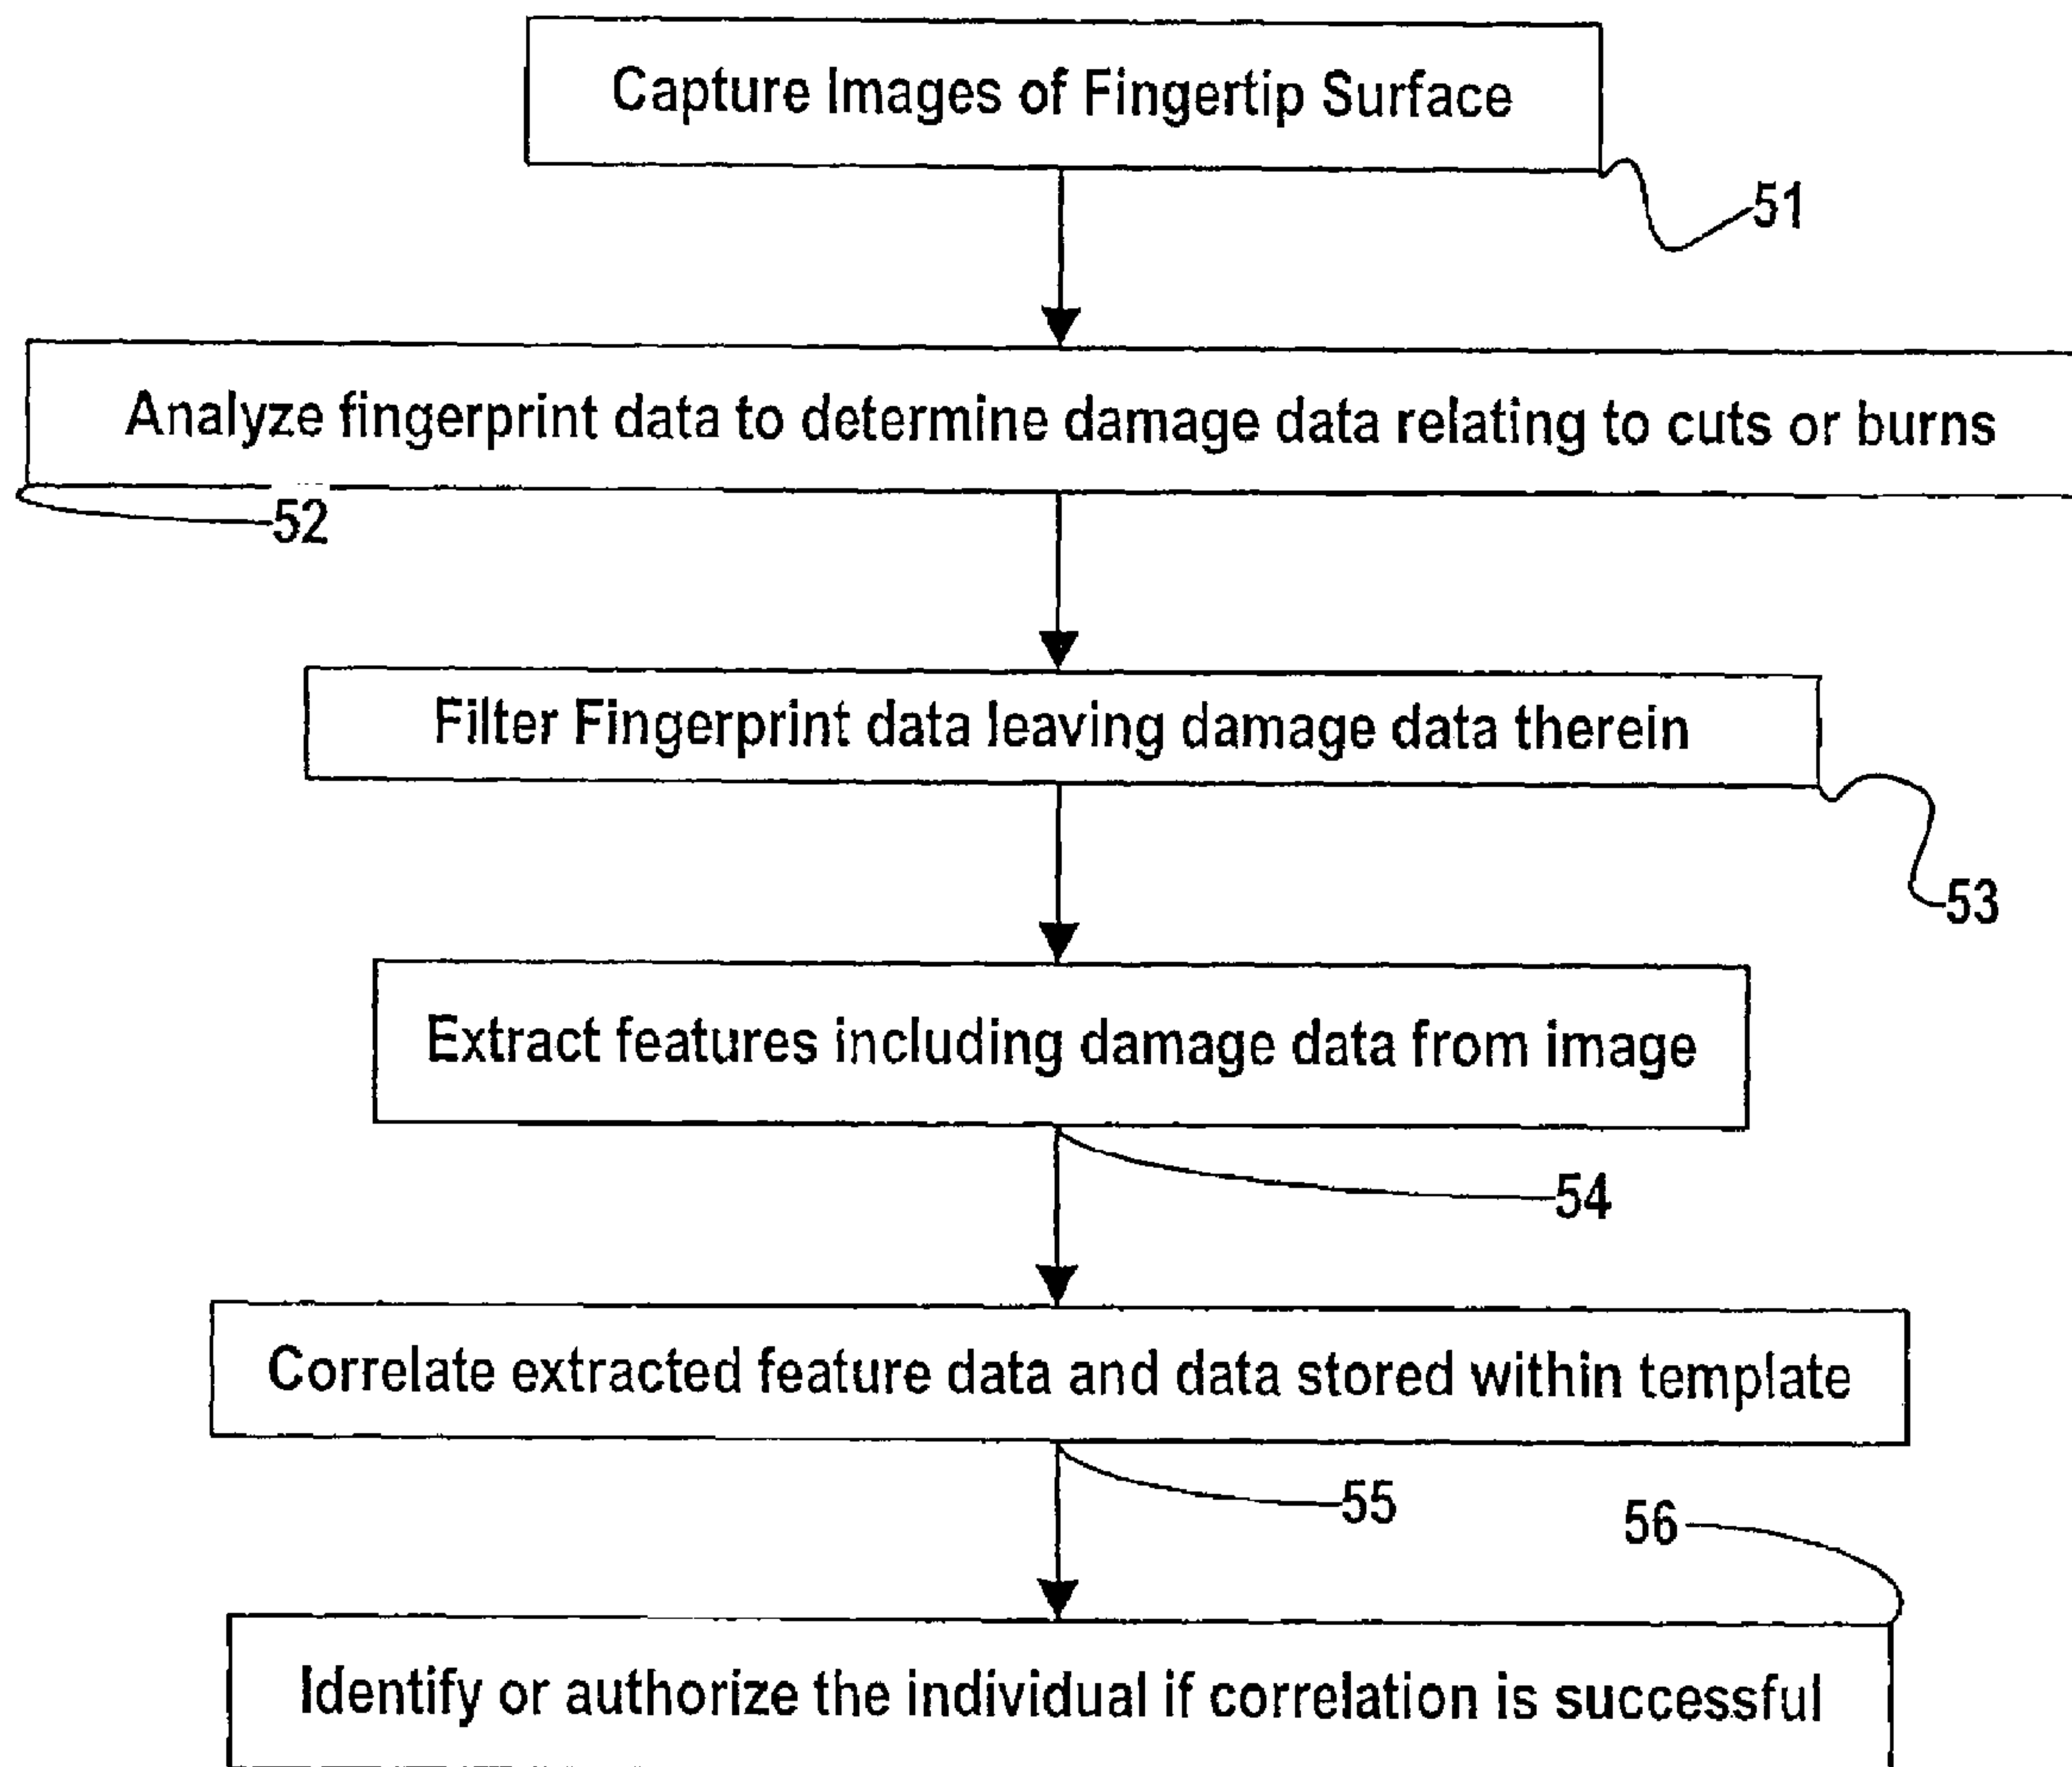 Capture Images of Fingertip Surface
51
Analyze fingerprint data to determine damage data relating to cuts or burns
52
Filter Fingerprint data leaving damage data therein
53
Extract features including damage data from image
54
Correlate extracted feature data and data stored within template
55
56
Identify or authorize the individual if correlation is successful